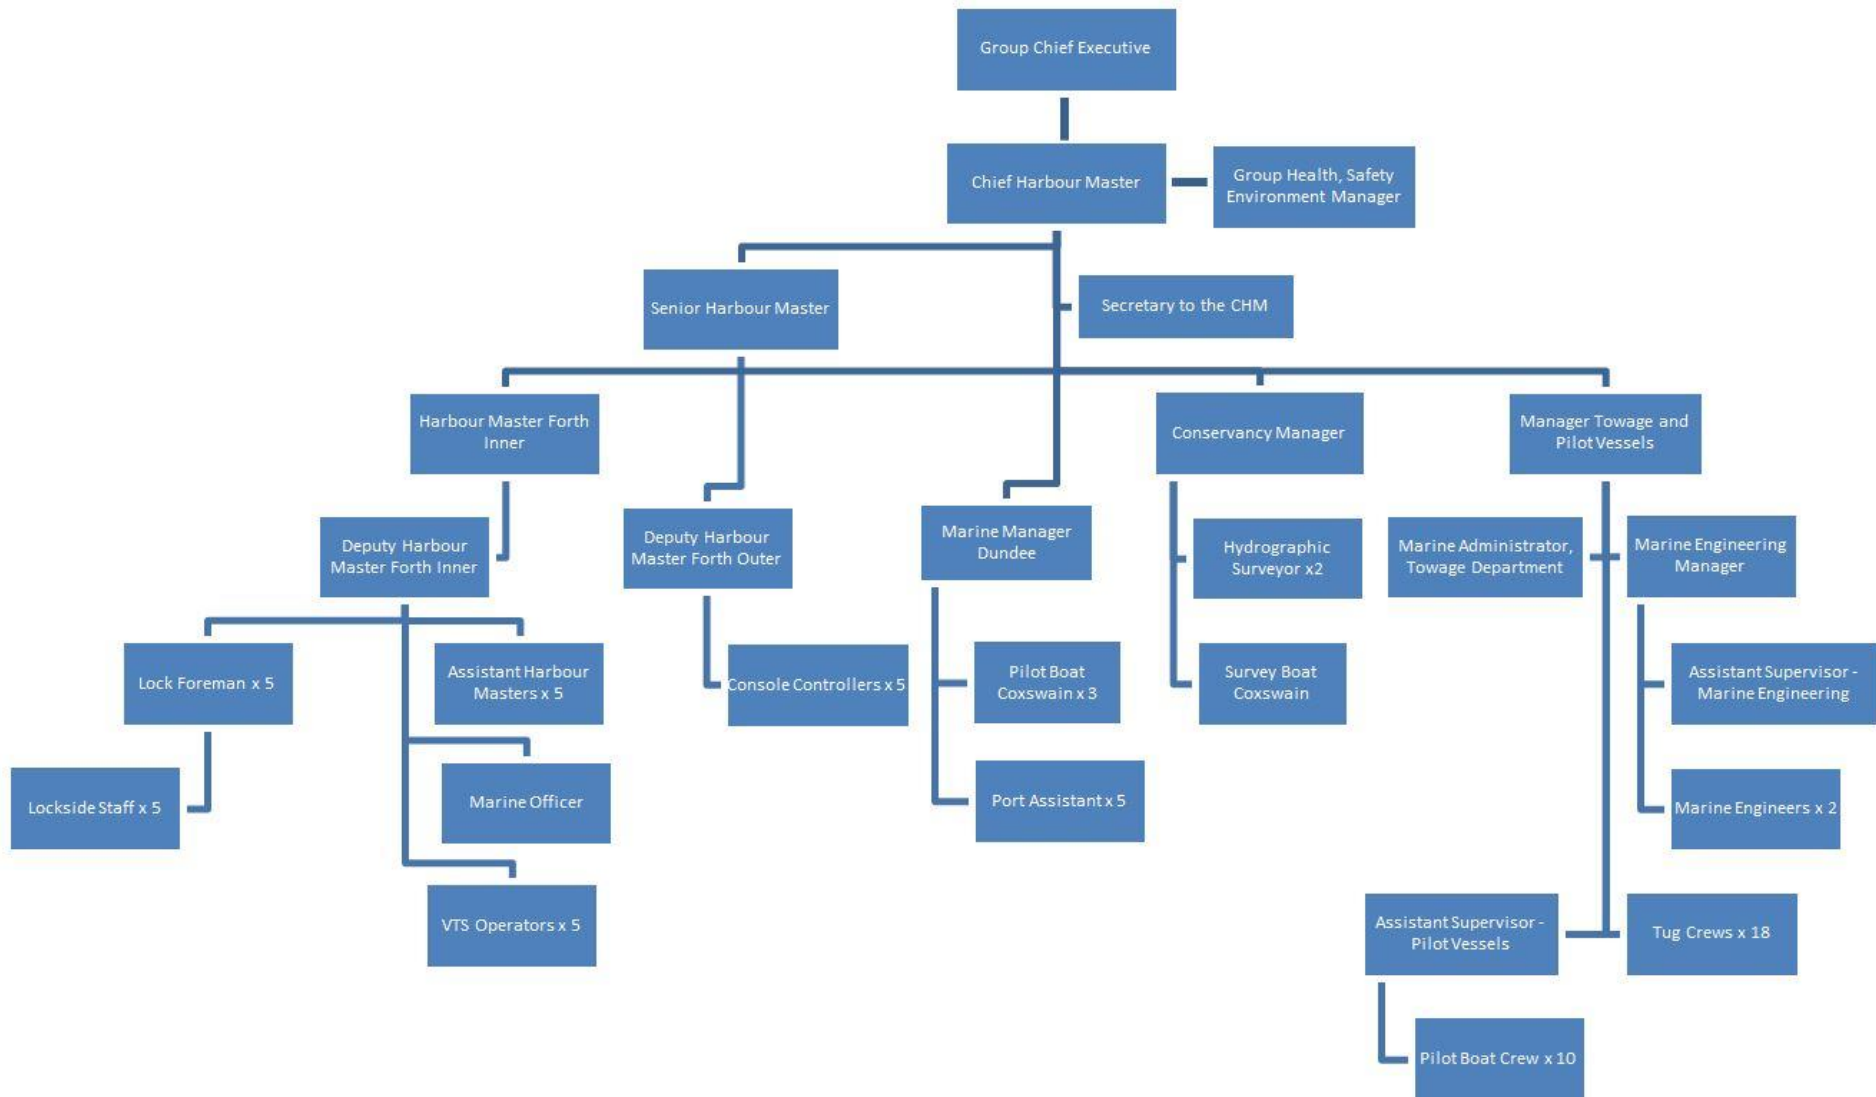 Group Chief Executive
Chief Harbour Master
Group Health, Safety
Environment Manager
Senior Harbour Master
Secretary to the CHM
Harbour Master Forth
Inner
Conservancy Manager
Manager Towage and
Pilot Vessels
Deputy Harbour
Master Forth Inner
Deputy Harbour
Master Forth Outer
Marine Manager
Dundee
Hydrographic
Surveyor x2
Marine Administrator,
Towage Department
Marine Engineering
Manager
Lock Foreman x 5
Assistant Harbour
Masters x 5
Console Controllers x 5
Pilot Boat
Coxswain x 3
Survey Boat
Coxswain
Assistant Supervisor -
Marine Engineering
Lockside Staff x 5
Marine Officer
Port Assistant x 5
Marine Engineers x 2
VTS Operators x 5
Assistant Supervisor -
Pilot Vessels
Tug Crews x 18
Pilot Boat Crew x 10